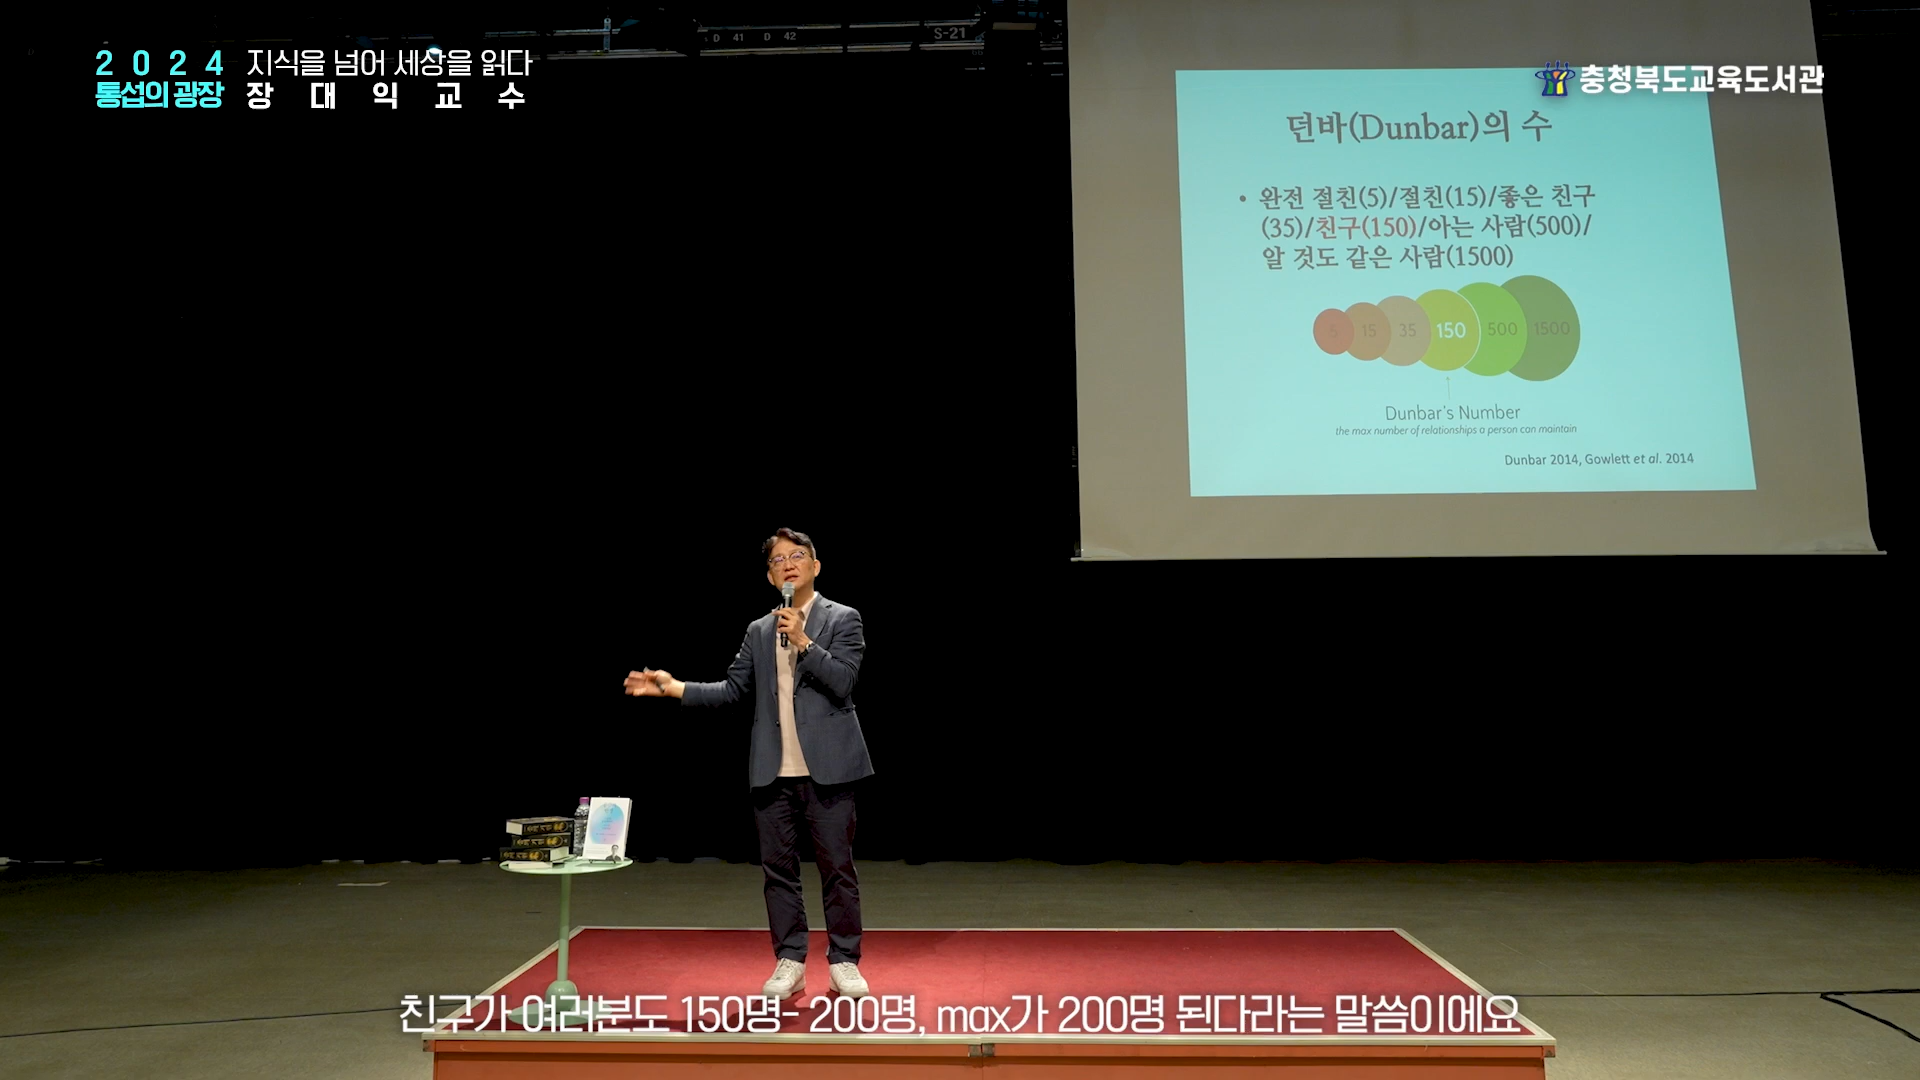 2024 지식을 넘어 세상을 읽다
통섭의 광장 장대익 교수
충청북도교육도서관
D 41 D 42
S-21
던바(Dunbar)의 수
• 완전 절친(5)/절친(15)/좋은 친구
(35)/친구(150)/아는 사람(500)/
알 것도 같은 사람(1500)
5 15 35 150 500 1500
Dunbar's Number
the max number of relationships a person can maintain
Dunbar 2014, Gowlett et al. 2014
친구가 여러분도 150명- 200명, max가 200명 된다라는 말씀이에요